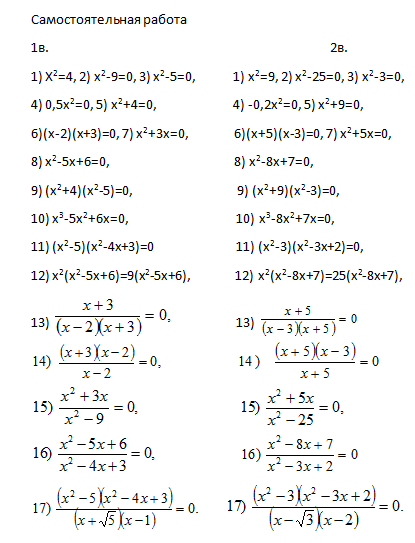 Самостоятельная работа
1в. 2в.
1) X²=4, 2) x²-9=0, 3) x²-5=0, 1) x²=9, 2) x²-25=0, 3) x²-3=0,
4) 0,5x²=0, 5) x²+4=0, 4) -0,2x²=0, 5) x²+9=0,
6)(x-2)(x+3)=0, 7) x²+3x=0, 6)(x+5)(x-3)=0, 7) x²+5x=0,
8) x²-5x+6=0, 8) x²-8x+7=0,
9) (x²+4)(x²-5)=0, 9) (x²+9)(x²-3)=0,
10) x³-5x²+6x=0, 10) x³-8x²+7x=0,
11) (x²-5)(x²-4x+3)=0 11) (x²-3)(x²-3x+2)=0,
12) x²(x²-5x+6)=9(x²-5x+6), 12) x²(x²-8x+7)=25(x²-8x+7),
13) (x+3)/((x-2)(x+3)) = 0, 13) (x+5)/((x-3)(x+5)) = 0
14) ((x+3)(x-2))/(x-2) = 0, 14) ((x+5)(x-3))/(x+5) = 0
15) (x²+3x)/(x²-9) = 0, 15) (x²+5x)/(x²-25) = 0,
16) (x²-5x+6)/(x²-4x+3) = 0, 16) (x²-8x+7)/(x²-3x+2) = 0
17) ((x²-5)(x²-4x+3))/((x+√5)(x-1)) = 0. 17) ((x²-3)(x²-3x+2))/((x-√3)(x-2)) = 0.